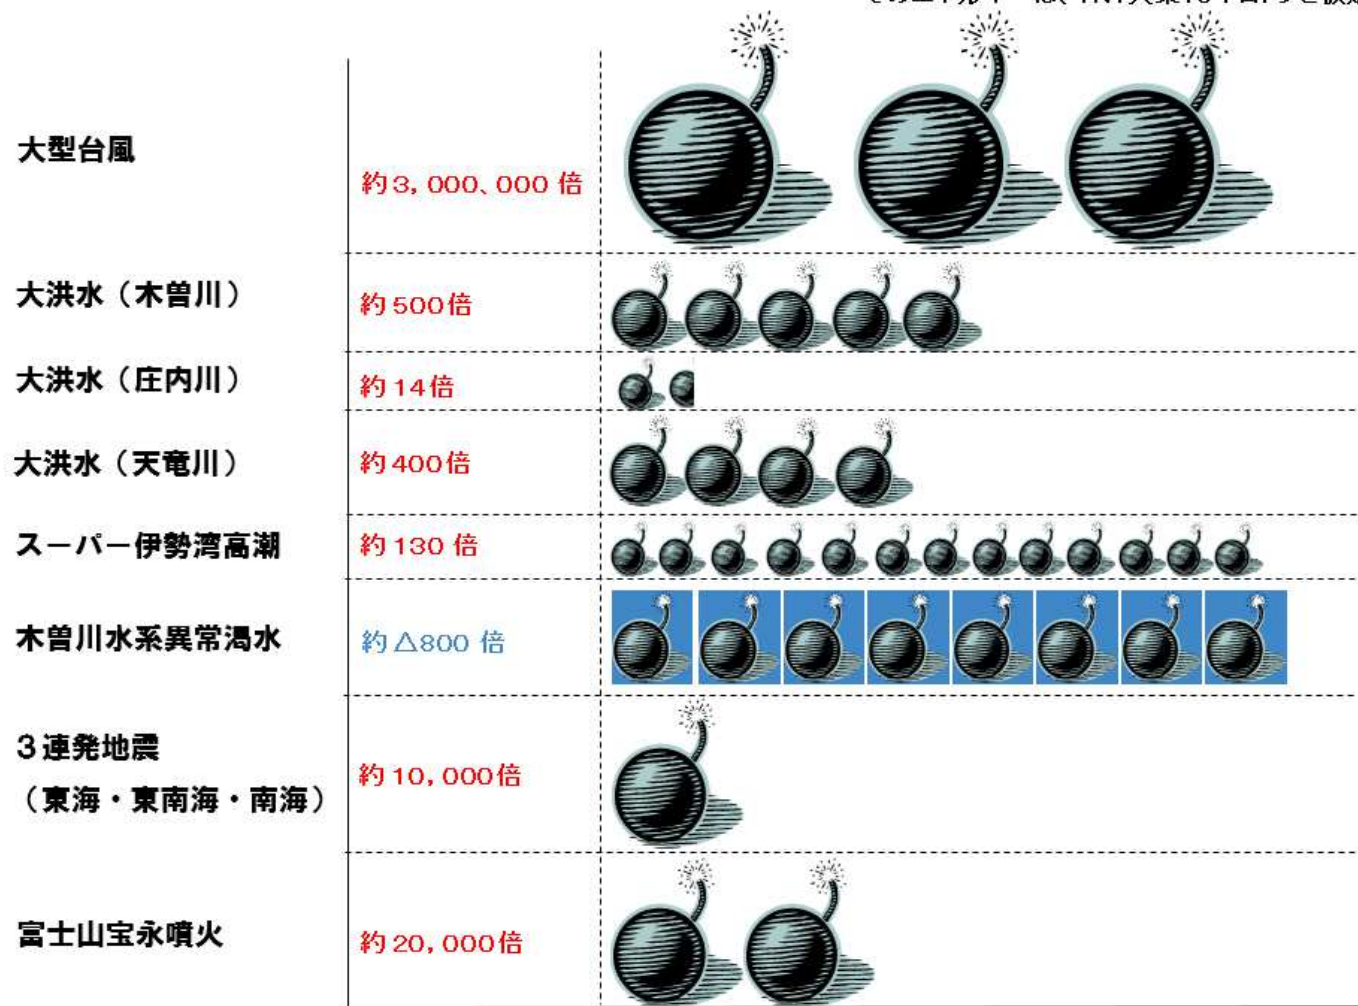 大型台風
約3,000、000 倍
大洪水（木曽川）
約500倍
大洪水（庄内川）
約14倍
大洪水（天竜川）
約400倍
スーパー伊勢湾高潮
約130 倍
木曽川水系異常渇水
約△800 倍
３連発地震
（東海・東南海・南海）
約10,000倍
富士山宝永噴火
約20,000倍